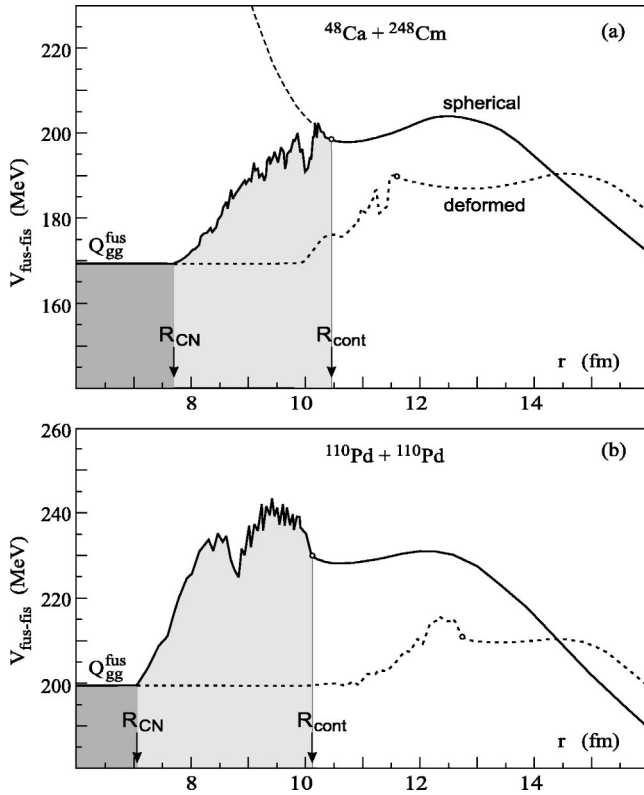 220
200
180
160
V_fus-fis (MeV)
⁴⁸Ca + ²⁴⁸Cm
(a)
spherical
deformed
Q_gg^fus
R_CN
R_cont
r (fm)
8
10
12
14
260
240
220
200
V_fus-fis (MeV)
¹¹⁰Pd + ¹¹⁰Pd
(b)
Q_gg^fus
R_CN
R_cont
r (fm)
8
10
12
14